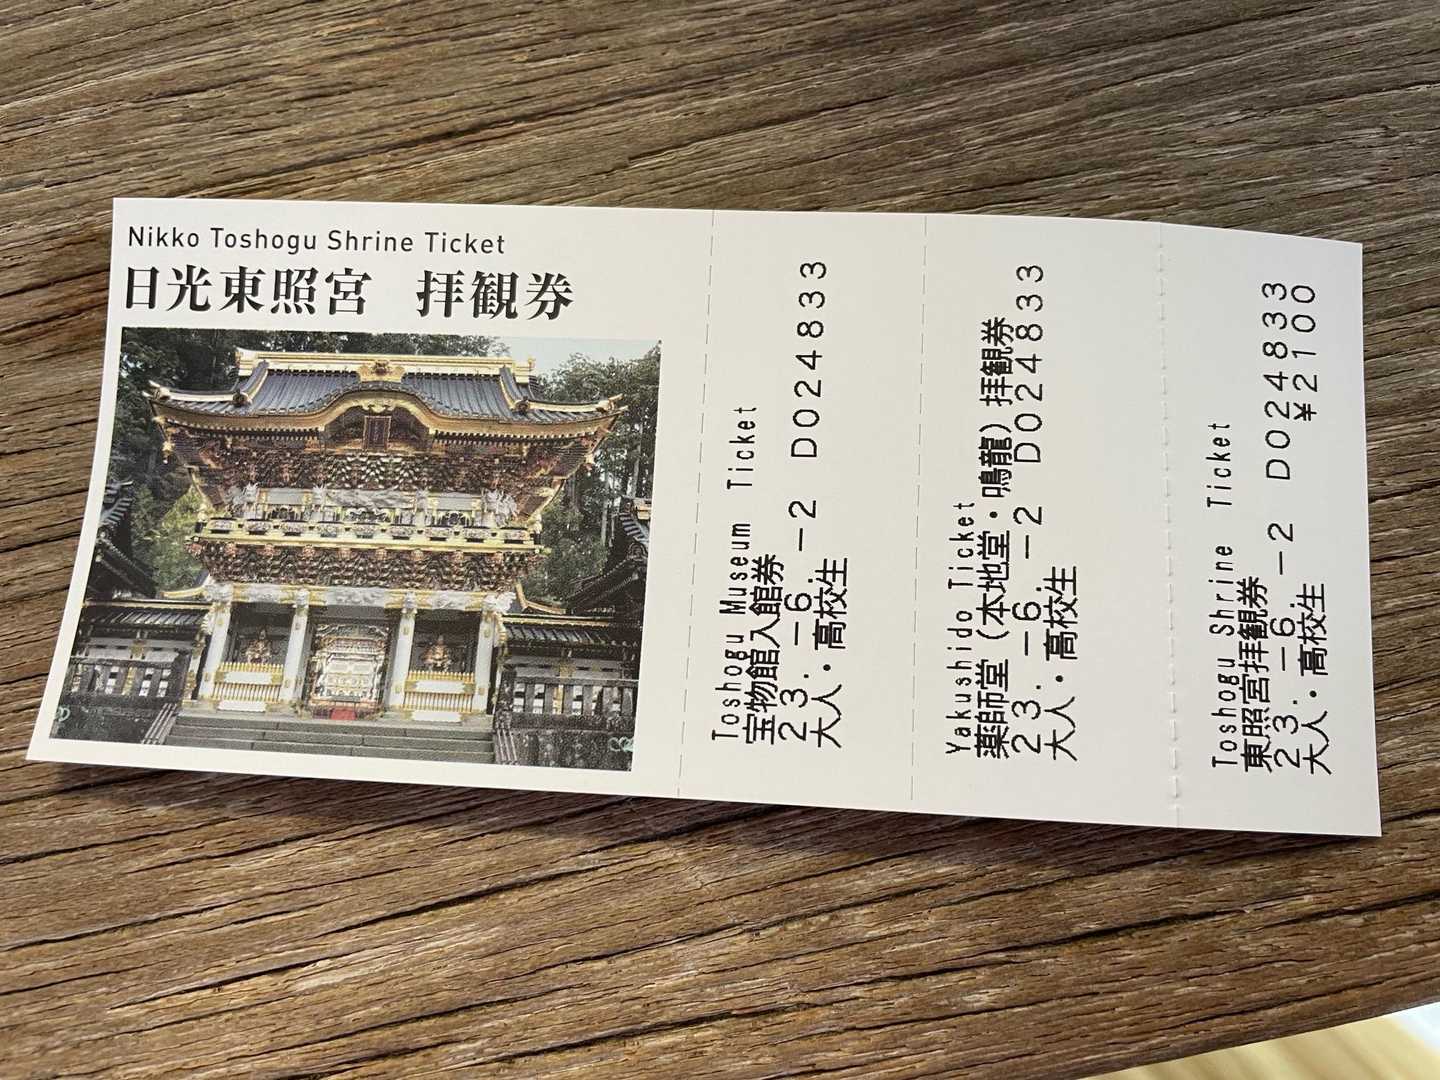 Nikko Toshogu Shrine Ticket
日光東照宮 拝観券
Toshogu Museum Ticket
宝物館入館券
23.-6.-2 D024833
大人・高校生
Yakushido Ticket
薬師堂(本地堂・鳴龍)拝観券
23.-6.-2 D024833
大人・高校生
Toshogu Shrine Ticket
東照宮拝観券
23.-6.-2 D024833
大人・高校生 ¥2100